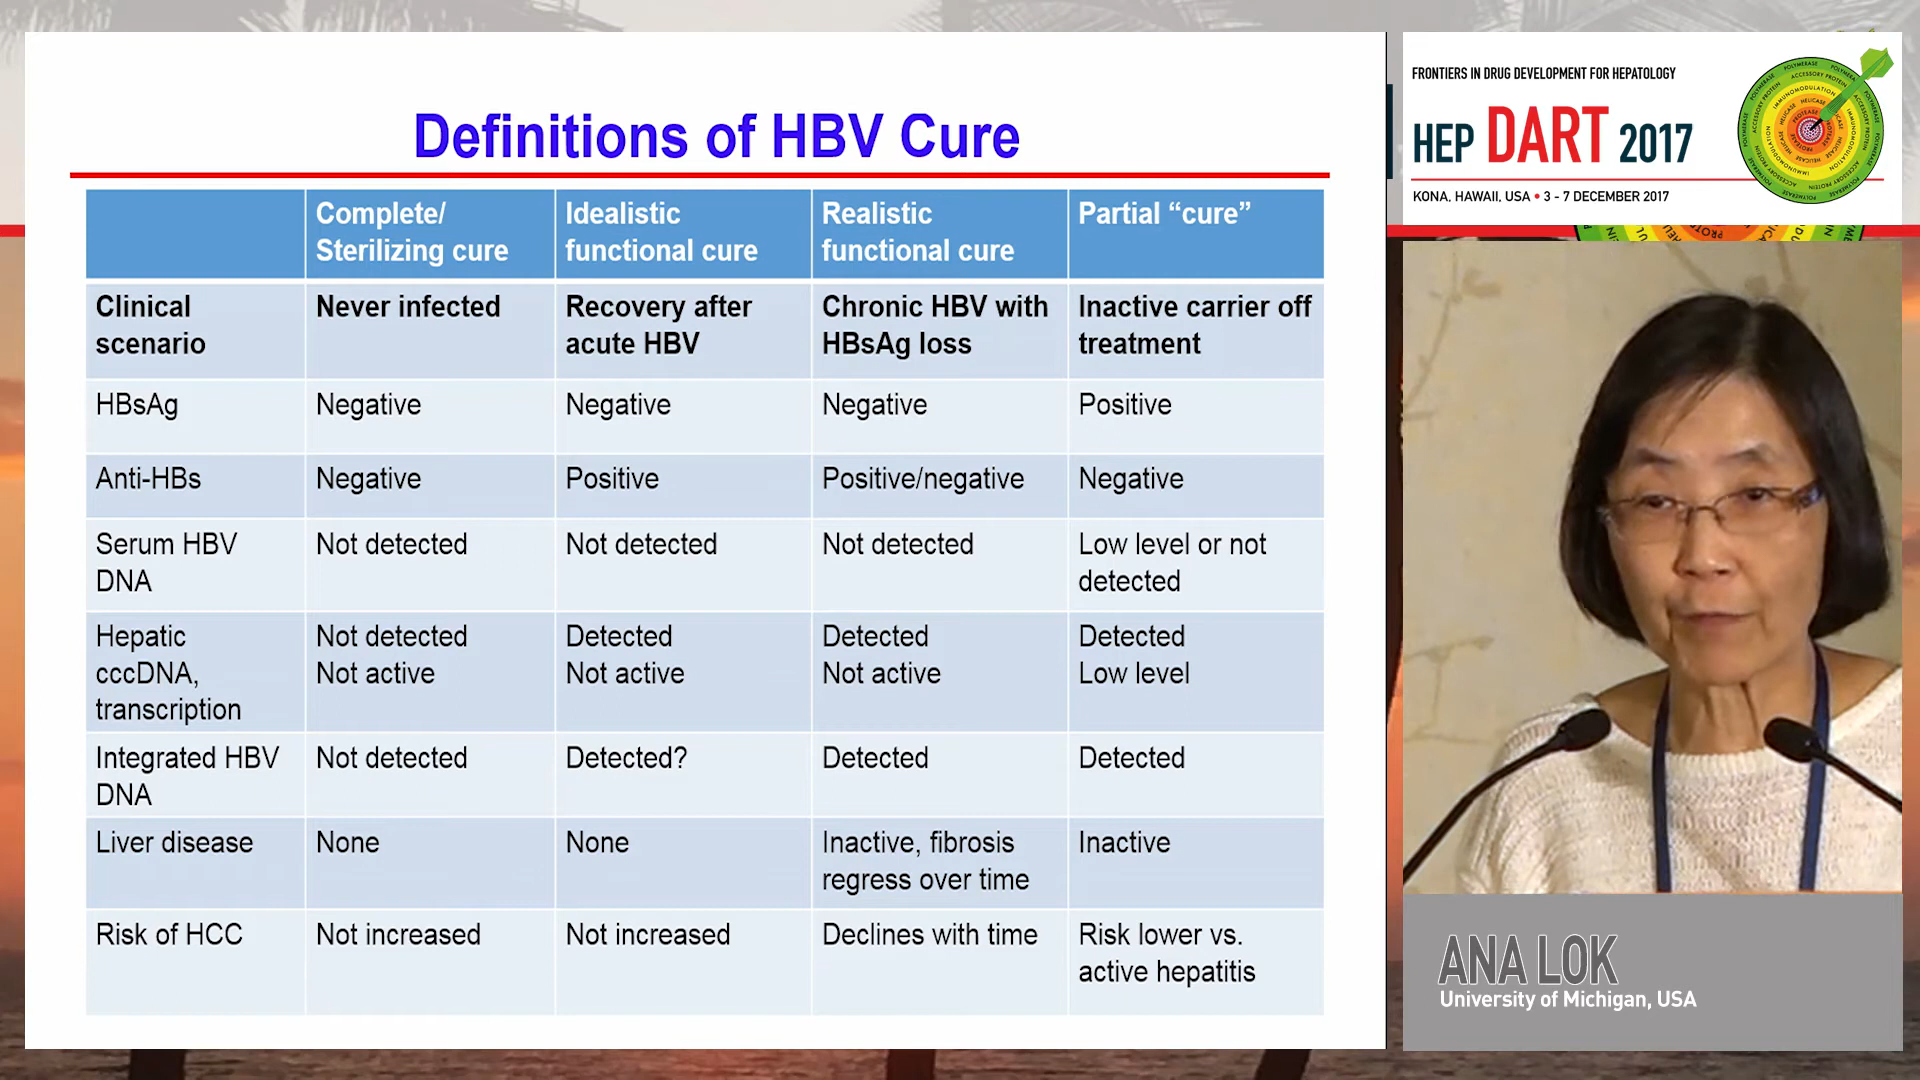 Definitions of HBV Cure
Complete/
Sterilizing cure
Idealistic
functional cure
Realistic
functional cure
Partial “cure”
Clinical
scenario
Never infected
Recovery after
acute HBV
Chronic HBV with
HBsAg loss
Inactive carrier off
treatment
HBsAg
Negative
Negative
Negative
Positive
Anti-HBs
Negative
Positive
Positive/negative
Negative
Serum HBV
DNA
Not detected
Not detected
Not detected
Low level or not
detected
Hepatic
cccDNA,
transcription
Not detected
Not active
Detected
Not active
Detected
Not active
Detected
Low level
Integrated HBV
DNA
Not detected
Detected?
Detected
Detected
Liver disease
None
None
Inactive, fibrosis
regress over time
Inactive
Risk of HCC
Not increased
Not increased
Declines with time
Risk lower vs.
active hepatitis
FRONTIERS IN DRUG DEVELOPMENT FOR HEPATOLOGY
HEP DART 2017
KONA, HAWAII, USA • 3 - 7 DECEMBER 2017
ANA LOK
University of Michigan, USA